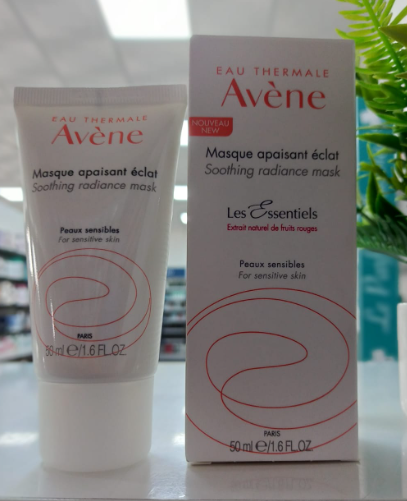 EAU THERMALE
Avène
Masque apaisant éclat
Soothing radiance mask
Peaux sensibles
For sensitive skin
PARIS
50 ml e/1.6 FL.OZ.
EAU THERMALE
Avène
NOUVEAU
NEW
Masque apaisant éclat
Soothing radiance mask
Les Essentiels
Extrait naturel de fruits rouges
Peaux sensibles
For sensitive skin
PARIS
50 ml e/1.6 FL.OZ.